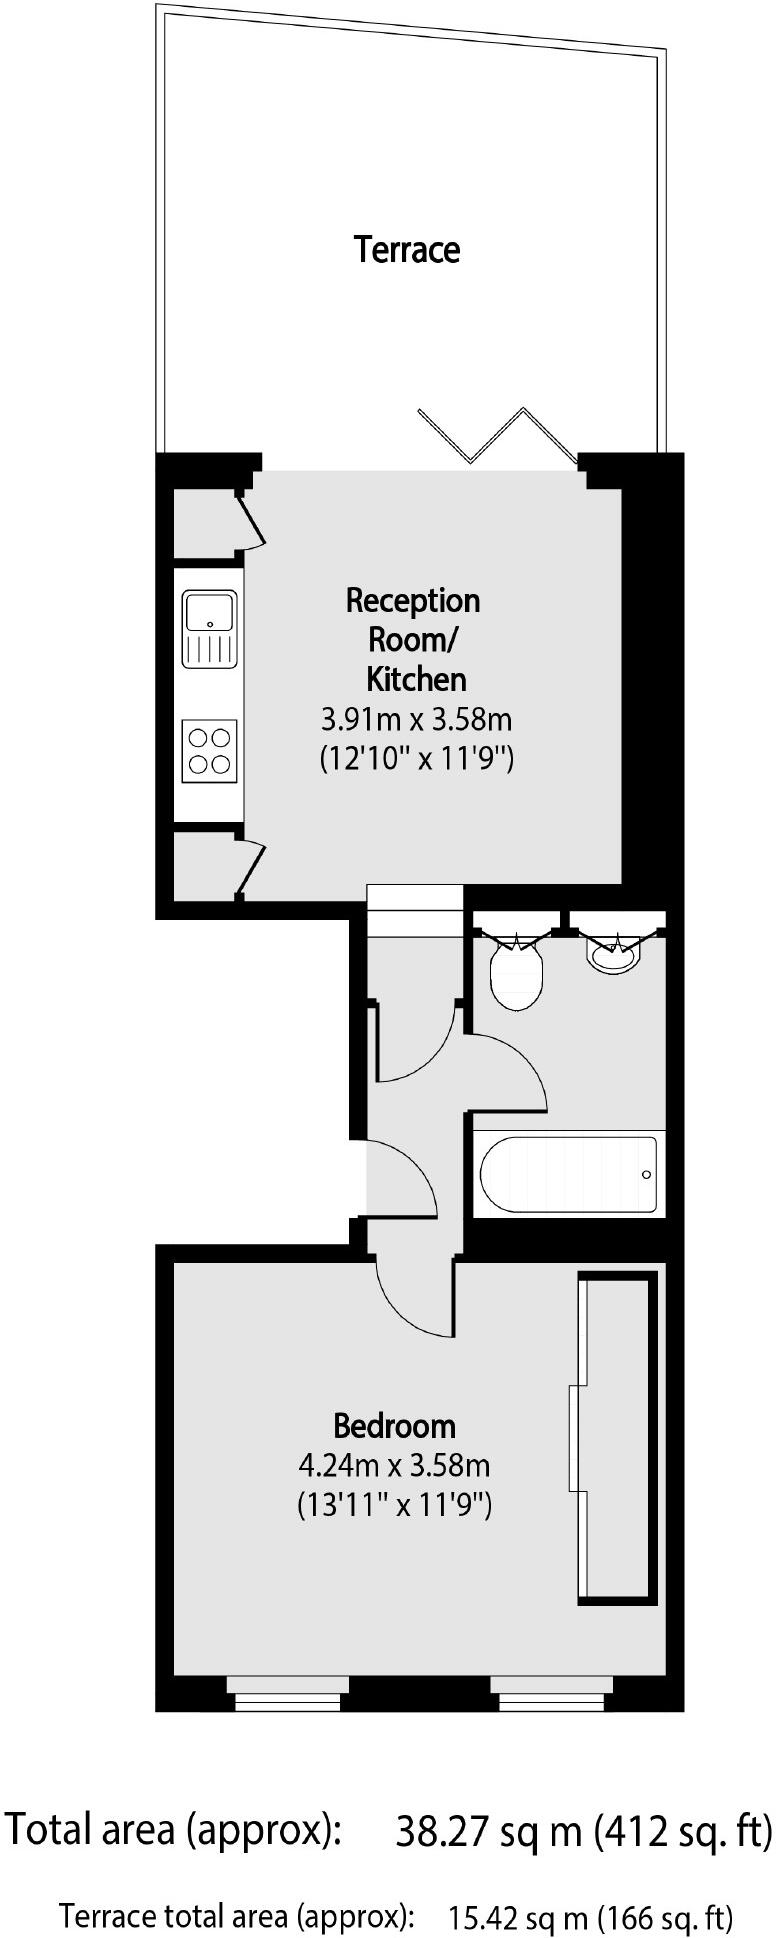 Terrace
Reception
Room/
Kitchen
3.91m x 3.58m
(12'10" x 11'9")
Bedroom
4.24m x 3.58m
(13'11" x 11'9")
Total area (approx): 38.27 sq m (412 sq. ft)
Terrace total area (approx): 15.42 sq m (166 sq. ft)